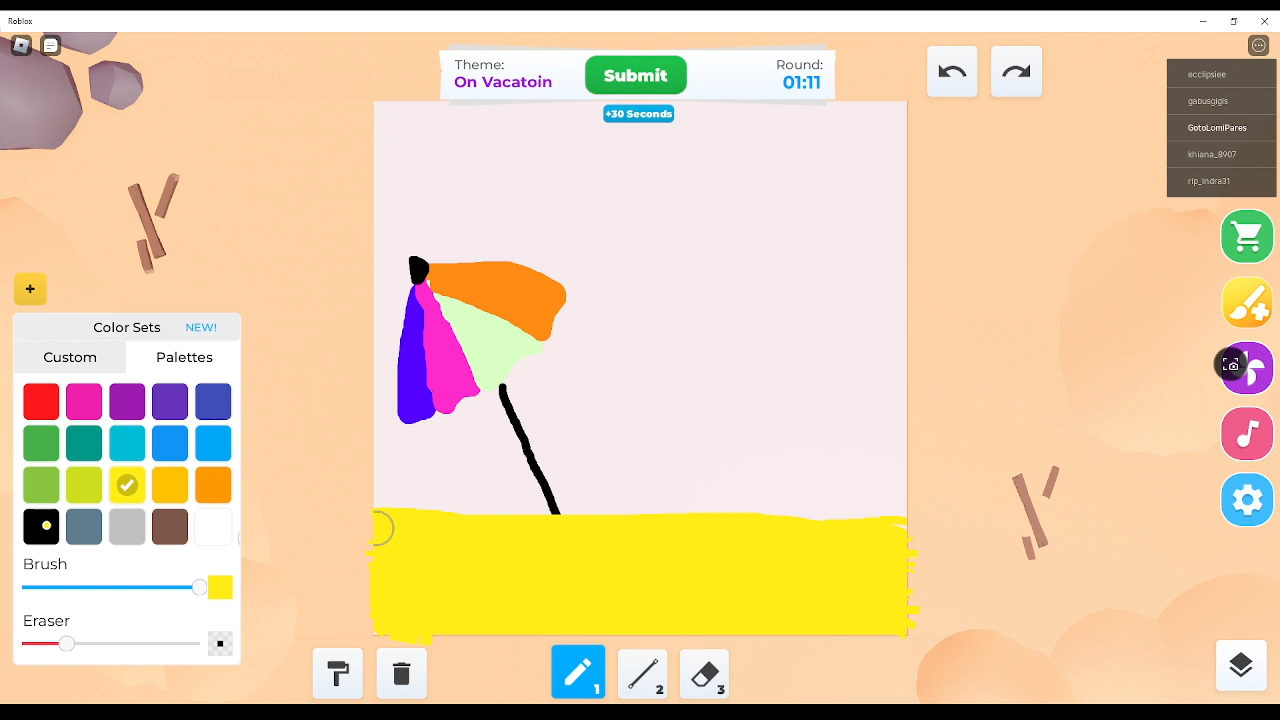 Roblox
Theme:
On Vacatoin
Submit
Round:
01:11
+30 Seconds
ecclipsiee
gabusgigis
GotoLomiPares
khiana_8907
rip_indra31
+
Color Sets NEW!
Custom Palettes
Brush
Eraser
1
2
3